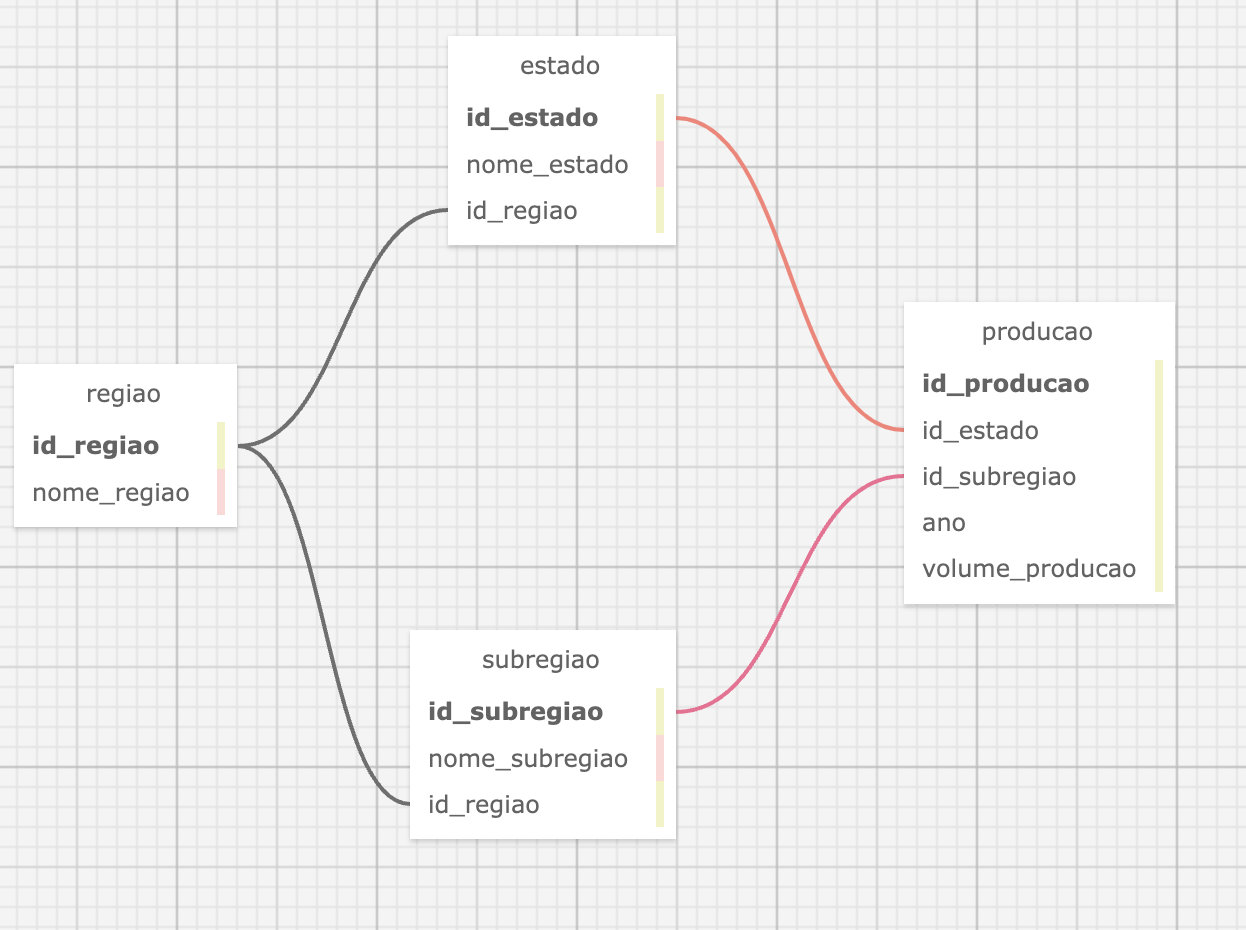 estado
id_estado
nome_estado
id_regiao
regiao
id_regiao
nome_regiao
producao
id_producao
id_estado
id_subregiao
ano
volume_producao
subregiao
id_subregiao
nome_subregiao
id_regiao